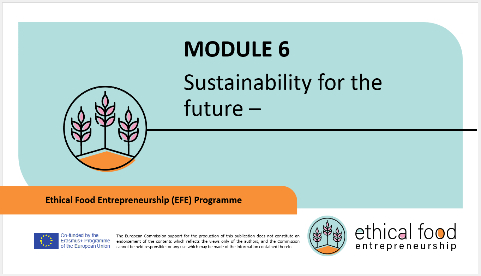 MODULE 6
Sustainability for the
future –
Ethical Food Entrepreneurship (EFE) Programme
Co-funded by the
Erasmus+ Programme
of the European Union
The European Commission support for the production of this publication does not constitute an
endorsement of the contents which reflects the views only of the authors, and the Commission
cannot be held responsible for any use which may be made of the information contained therein.
ethical food
entrepreneurship